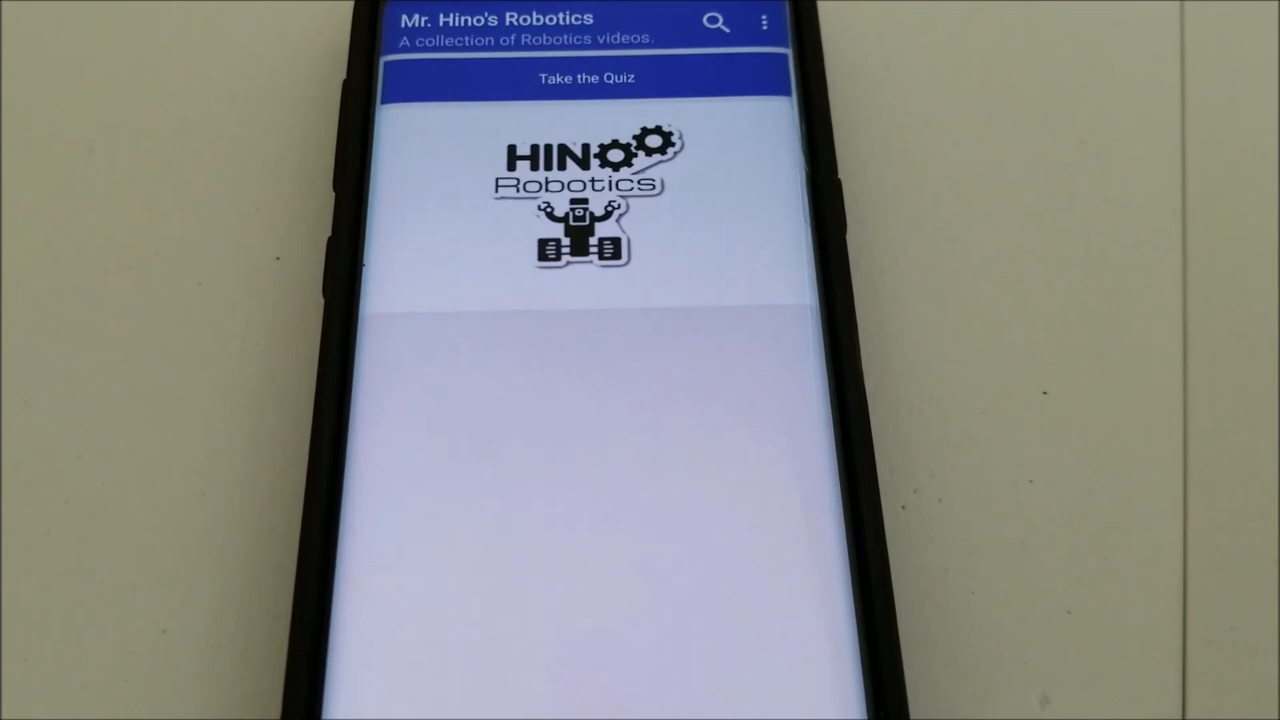 Mr. Hino's Robotics
A collection of Robotics videos.
Take the Quiz
HINO
Robotics